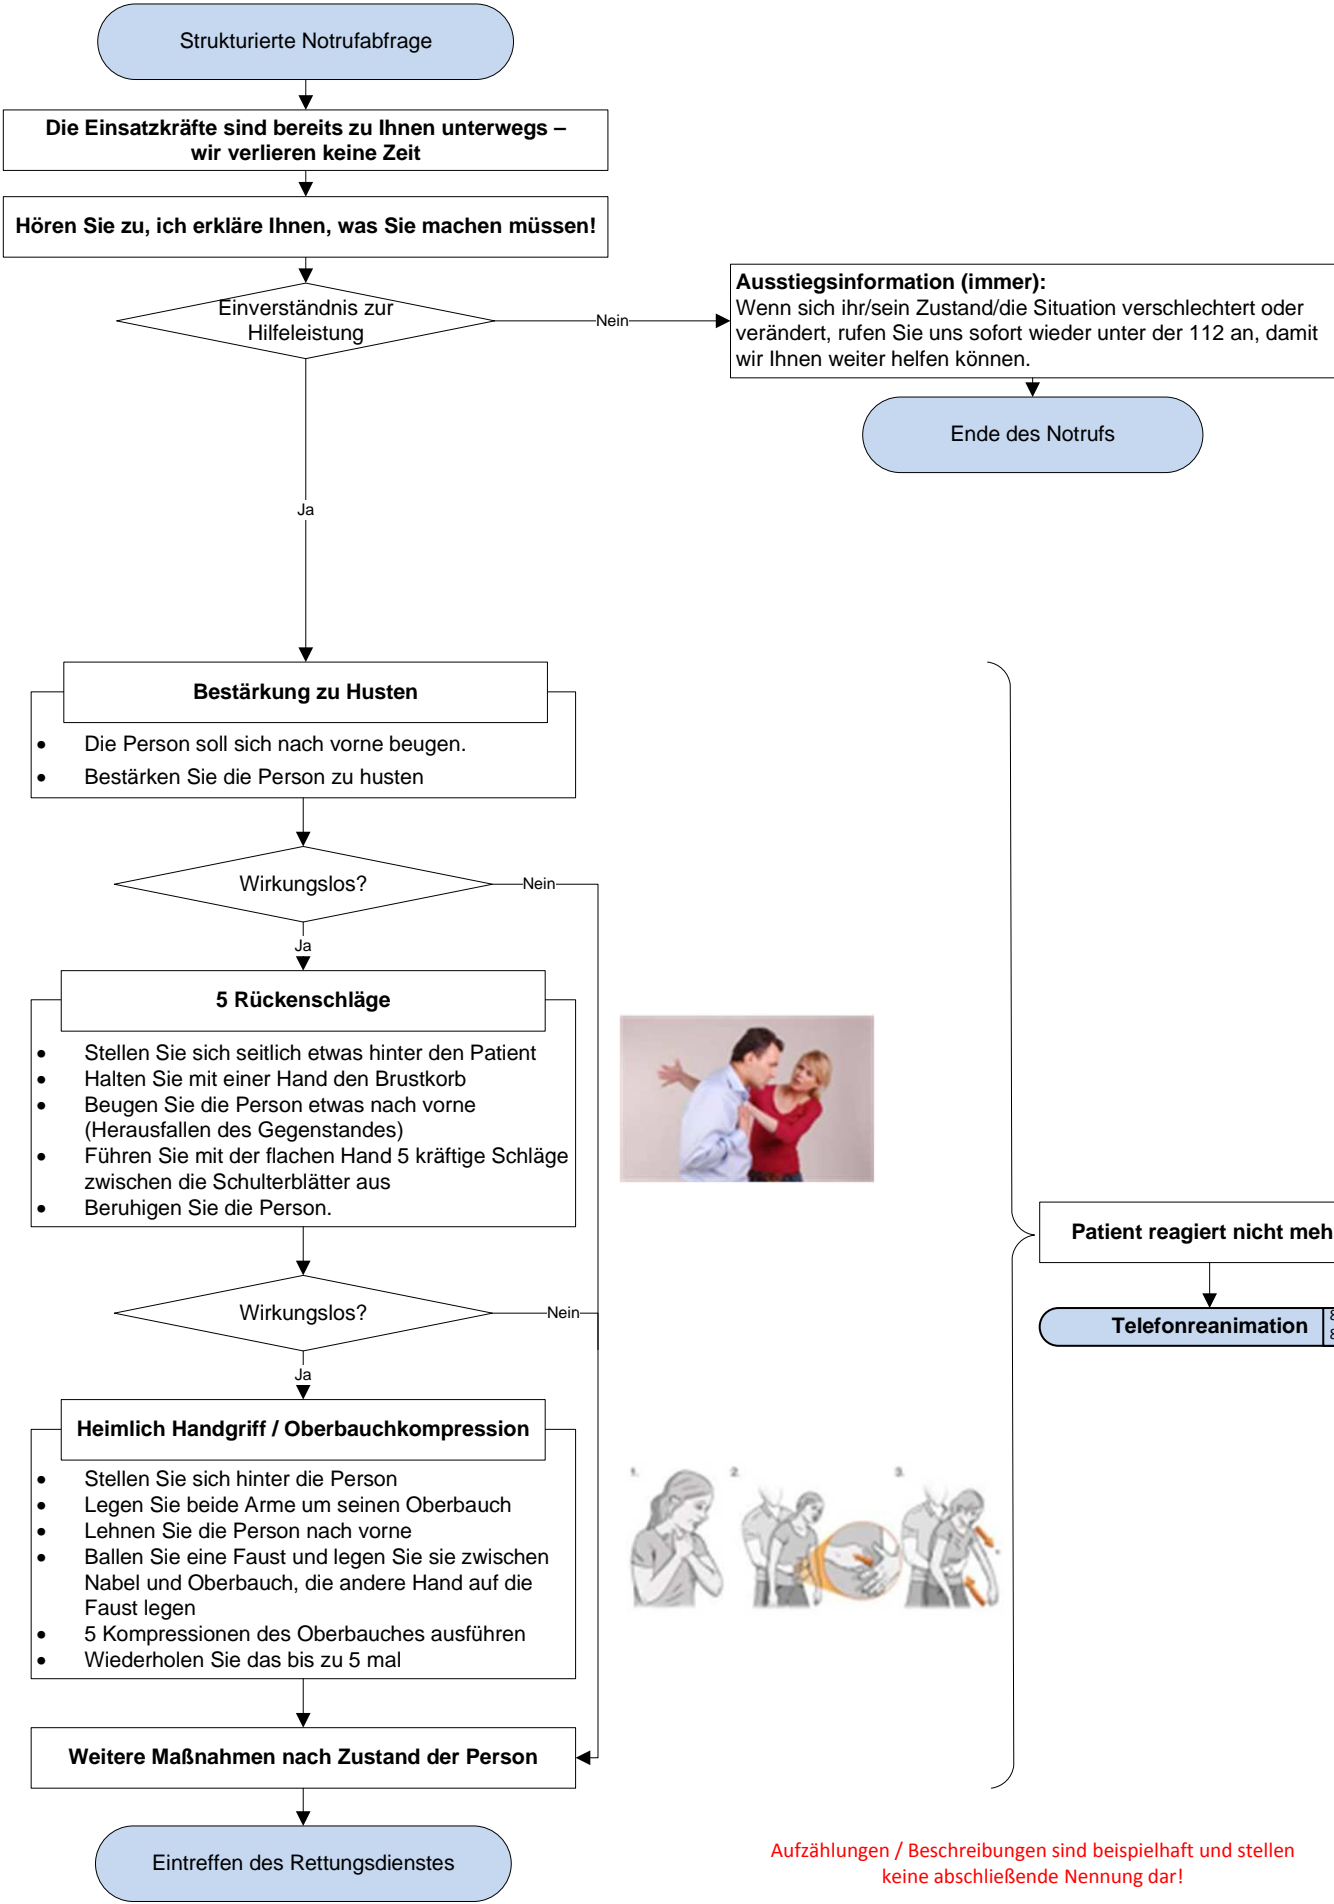 Strukturierte Notrufabfrage
Die Einsatzkräfte sind bereits zu Ihnen unterwegs –
wir verlieren keine Zeit
Hören Sie zu, ich erkläre Ihnen, was Sie machen müssen!
Einverständnis zur
Hilfeleistung
Nein
Ausstiegsinformation (immer):
Wenn sich ihr/sein Zustand/die Situation verschlechtert oder
verändert, rufen Sie uns sofort wieder unter der 112 an, damit
wir Ihnen weiter helfen können.
Ende des Notrufs
Ja
Bestärkung zu Husten
• Die Person soll sich nach vorne beugen.
• Bestärken Sie die Person zu husten
Wirkungslos?
Nein
Ja
5 Rückenschläge
• Stellen Sie sich seitlich etwas hinter den Patient
• Halten Sie mit einer Hand den Brustkorb
• Beugen Sie die Person etwas nach vorne
(Herausfallen des Gegenstandes)
• Führen Sie mit der flachen Hand 5 kräftige Schläge
zwischen die Schulterblätter aus
• Beruhigen Sie die Person.
Patient reagiert nicht meh
Telefonreanimation
Wirkungslos?
Nein
Ja
Heimlich Handgriff / Oberbauchkompression
• Stellen Sie sich hinter die Person
• Legen Sie beide Arme um seinen Oberbauch
• Lehnen Sie die Person nach vorne
• Ballen Sie eine Faust und legen Sie sie zwischen
Nabel und Oberbauch, die andere Hand auf die
Faust legen
• 5 Kompressionen des Oberbauches ausführen
• Wiederholen Sie das bis zu 5 mal
1.
2.
3.
Weitere Maßnahmen nach Zustand der Person
Eintreffen des Rettungsdienstes
Aufzählungen / Beschreibungen sind beispielhaft und stellen
keine abschließende Nennung dar!